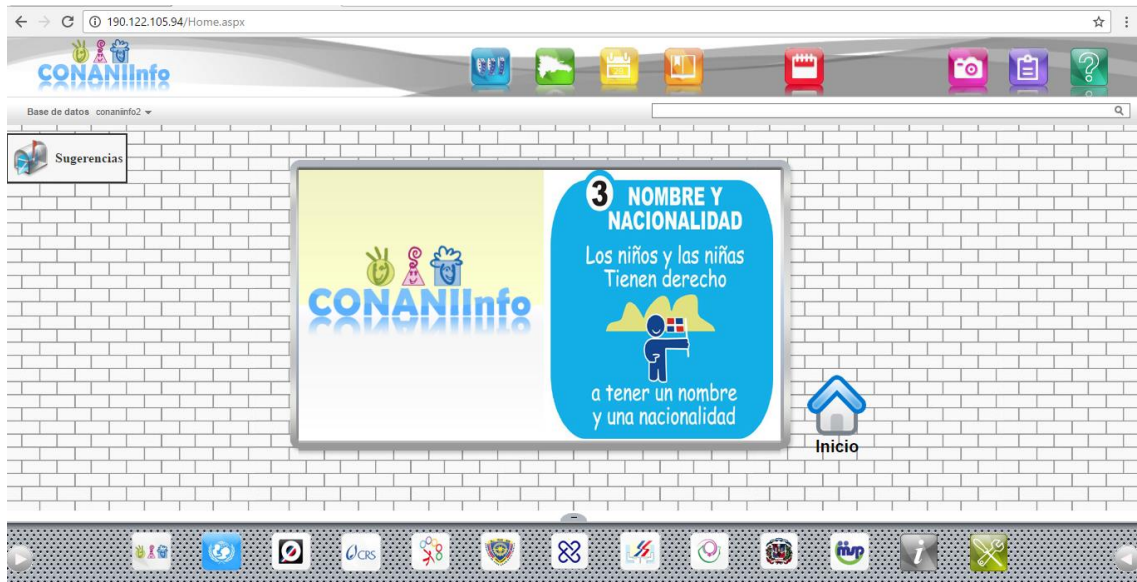 190.122.105.94/Home.aspx
CONANIInfo
Base de datos conaniinfo2
Sugerencias
CONANIInfo
3 NOMBRE Y
NACIONALIDAD
Los niños y las niñas
Tienen derecho
a tener un nombre
y una nacionalidad
Inicio
CRS
mvp